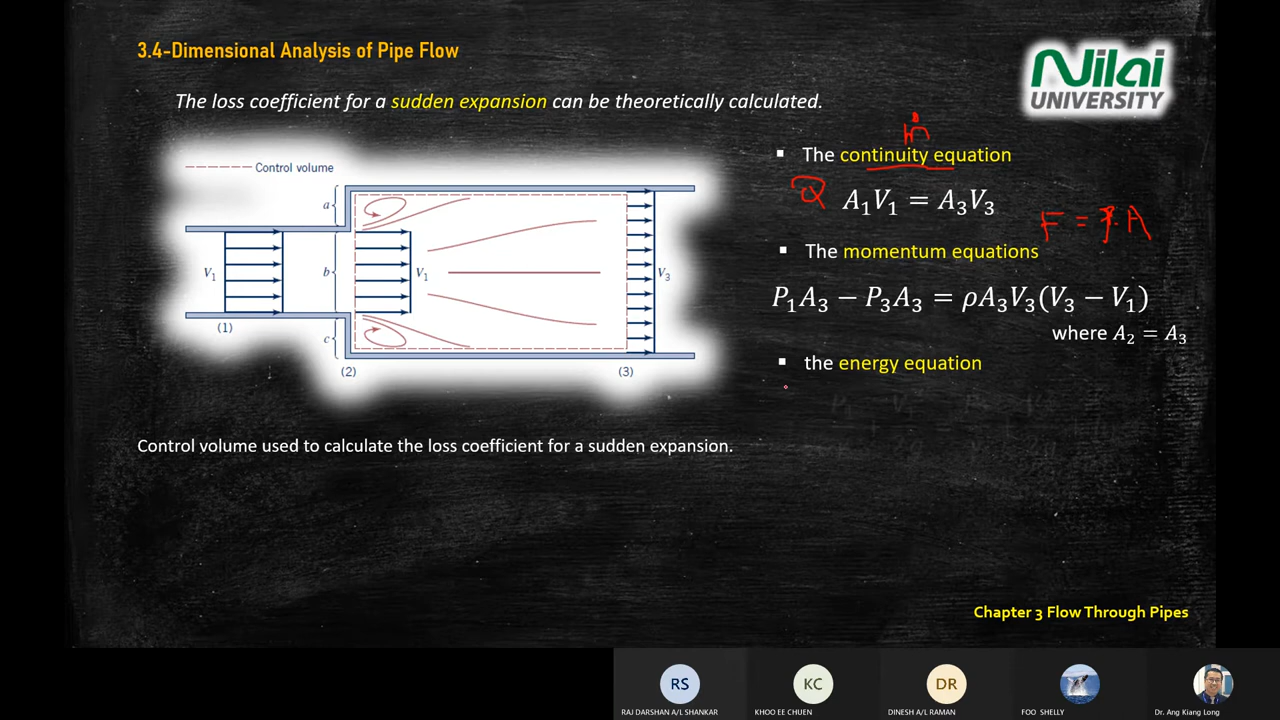 3.4-Dimensional Analysis of Pipe Flow
Nilai
UNIVERSITY
The loss coefficient for a sudden expansion can be theoretically calculated.
Control volume
a
b
c
V₁
V₁
V₃
(1)
(2)
(3)
Control volume used to calculate the loss coefficient for a sudden expansion.
ṁ
▪ The continuity equation
Q A₁V₁ = A₃V₃
F = P. A
▪ The momentum equations
P₁A₃ − P₃A₃ = ρA₃V₃(V₃ − V₁)
where A₂ = A₃
▪ the energy equation
Chapter 3 Flow Through Pipes
RS
KC
DR
RAJ DARSHAN A/L SHANKAR
KHOO EE CHUEN
DINESH A/L RAMAN
FOO SHELLY
Dr. Ang Kiang Long